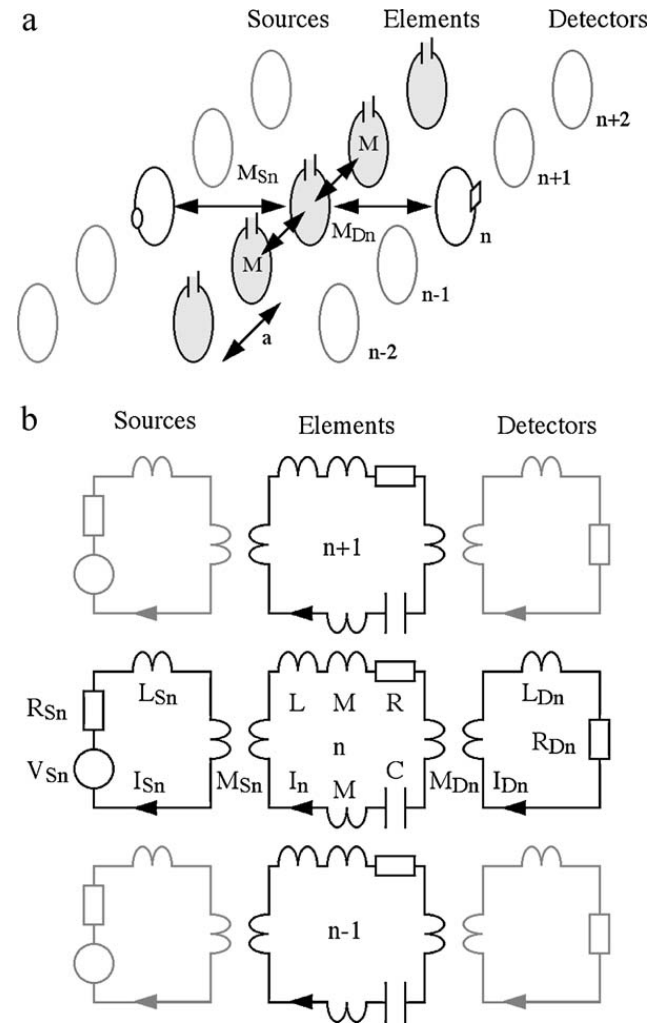 a
Sources Elements Detectors
n+2
M
n+1
M_Sn
M_Dn
n
M
n-1
a
n-2
b
Sources Elements Detectors
n+1
L_Sn L M R L_Dn
R_Sn n R_Dn
V_Sn C
I_Sn M_Sn I_n M M_Dn I_Dn
n-1